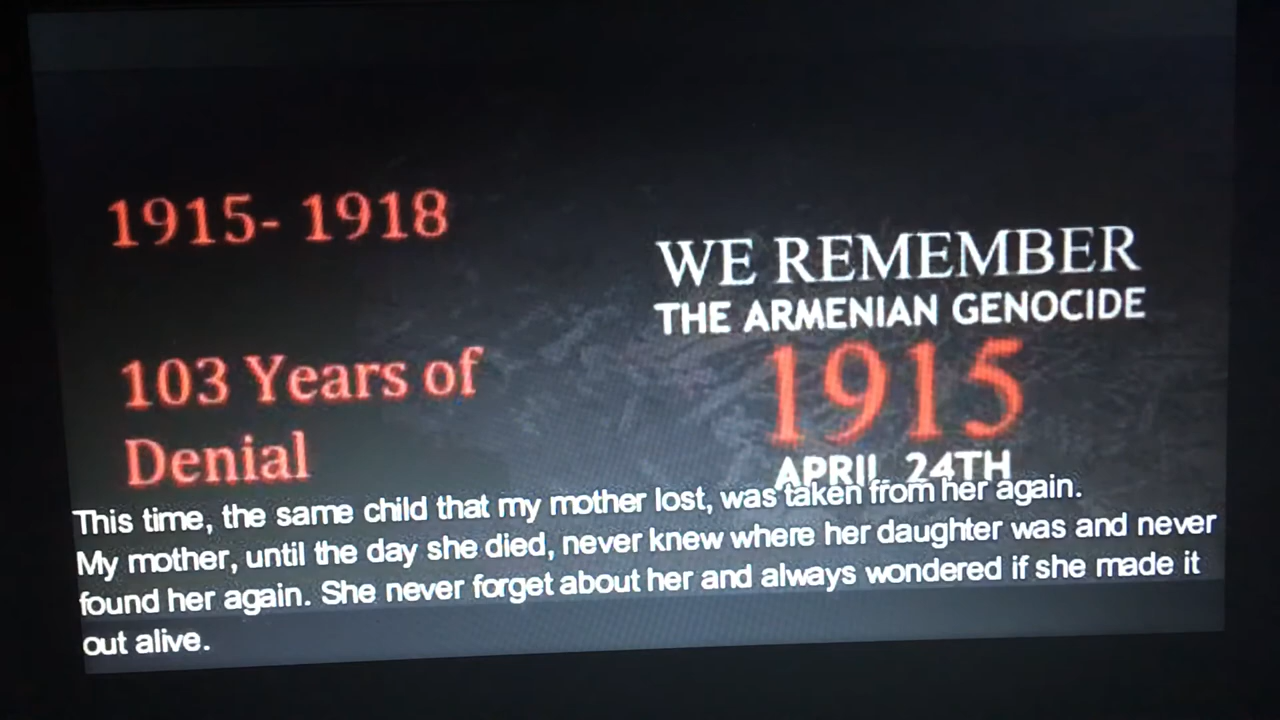 1915- 1918
103 Years of
Denial
WE REMEMBER
THE ARMENIAN GENOCIDE
1915
APRIL 24TH
This time, the same child that my mother lost, was taken from her again.
My mother, until the day she died, never knew where her daughter was and never
found her again. She never forget about her and always wondered if she made it
out alive.